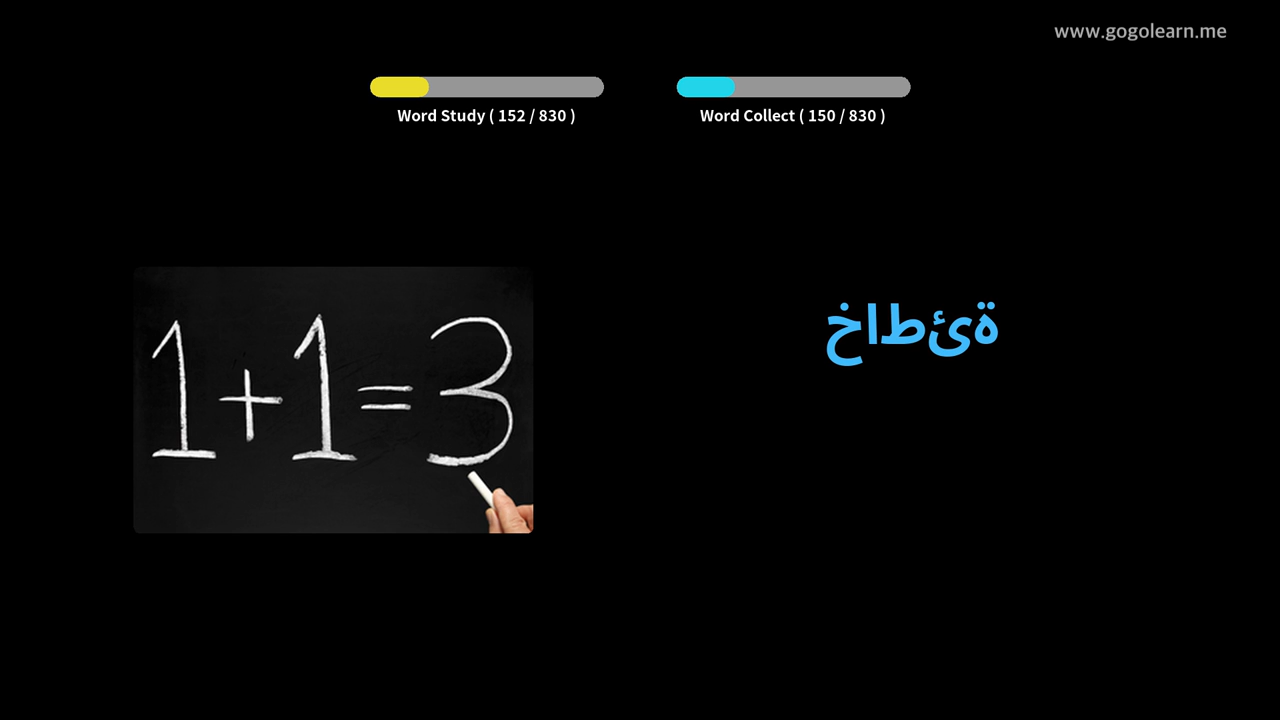 www.gogolearn.me
Word Study ( 152 / 830 )
Word Collect ( 150 / 830 )
1+1=3
خاطئة